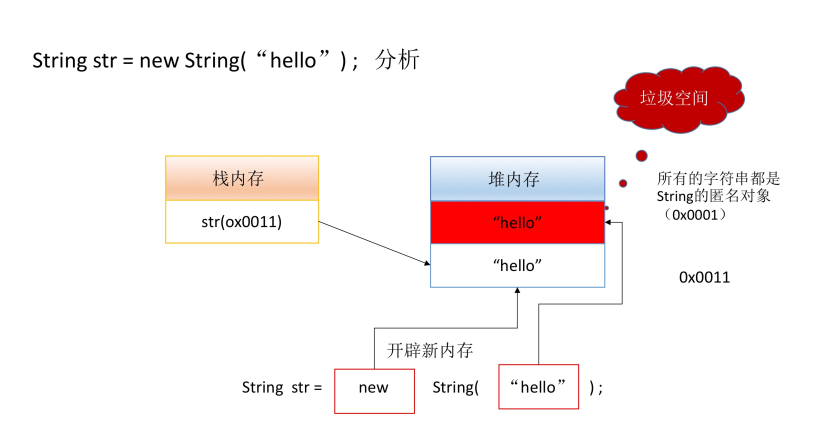 String str = new String(“hello”)； 分析
垃圾空间
栈内存
堆内存
所有的字符串都是
String的匿名对象
（0x0001）
str(ox0011)
“hello”
“hello”
0x0011
开辟新内存
String str = new String( “hello” )；